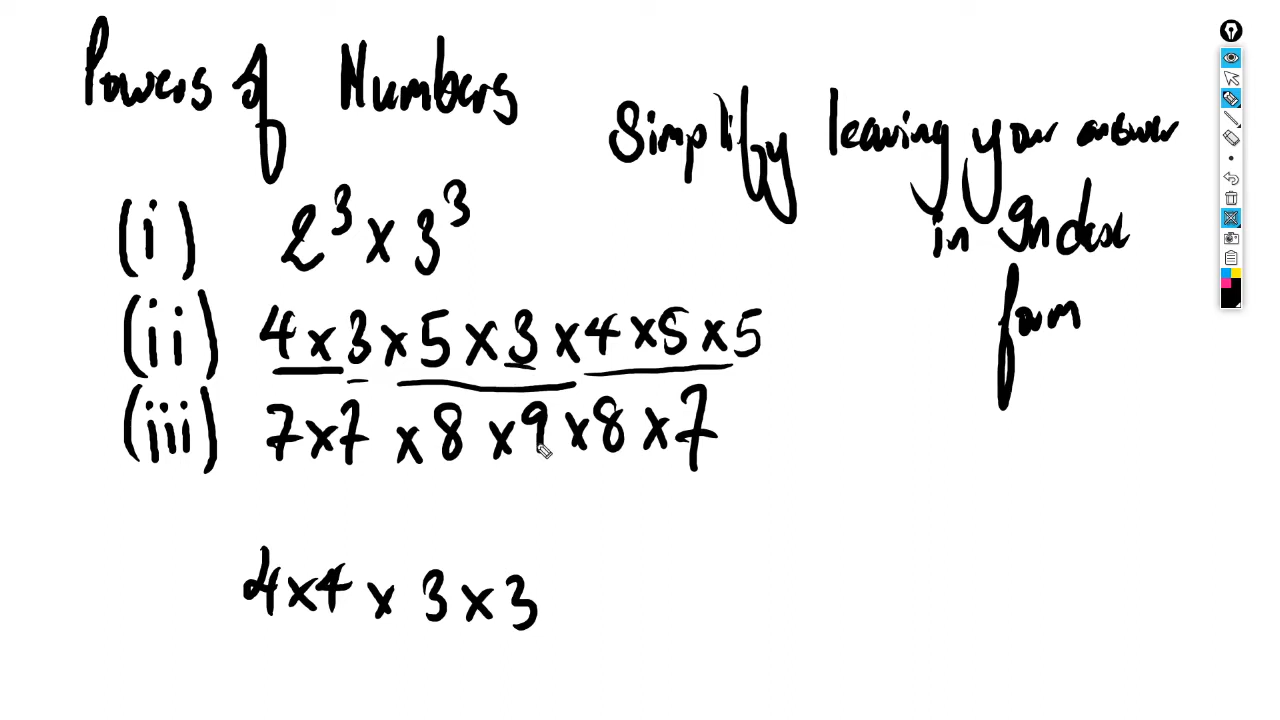 Powers of Numbers
Simplify leaving your answer
in Index
form
(i) 2³ x 3³
(ii) 4 x 3 x 5 x 3 x 4 x 5 x 5
(iii) 7 x 7 x 8 x 9 x 8 x 7
4 x 4 x 3 x 3